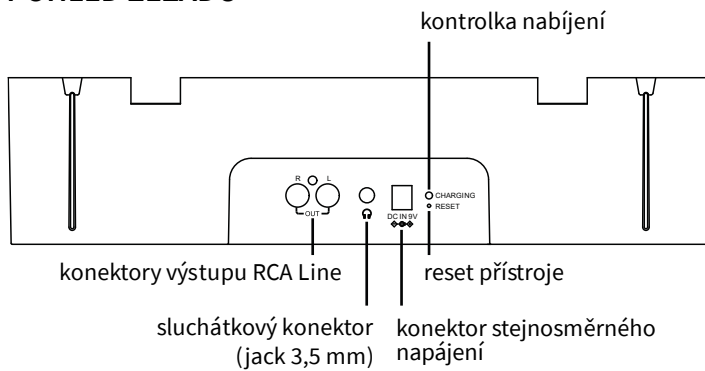 kontrolka nabíjení
R L
OUT
CHARGING
RESET
DC IN 9V
konektory výstupu RCA Line
reset přístroje
sluchátkový konektor
(jack 3,5 mm)
konektor stejnosměrného
napájení